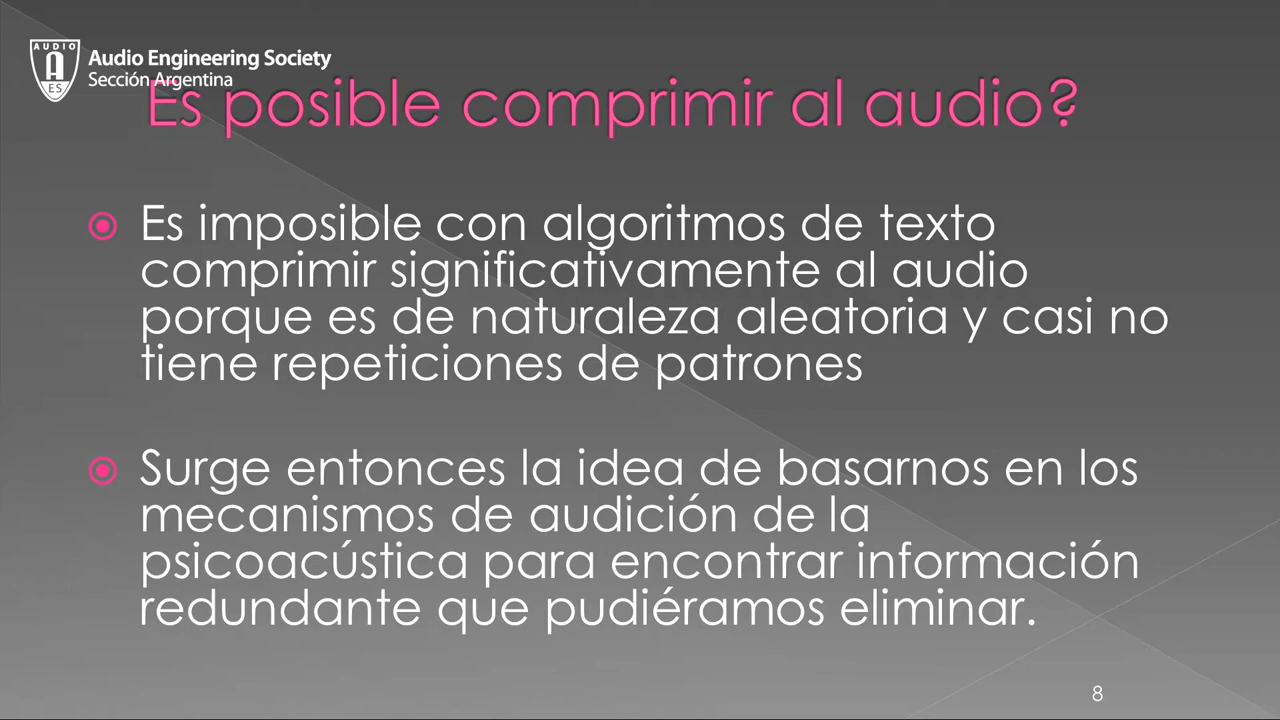 AUDIO
A
ES
Audio Engineering Society
Sección Argentina
Es posible comprimir al audio?
Es imposible con algoritmos de texto
comprimir significativamente al audio
porque es de naturaleza aleatoria y casi no
tiene repeticiones de patrones
Surge entonces la idea de basarnos en los
mecanismos de audición de la
psicoacústica para encontrar información
redundante que pudiéramos eliminar.
8